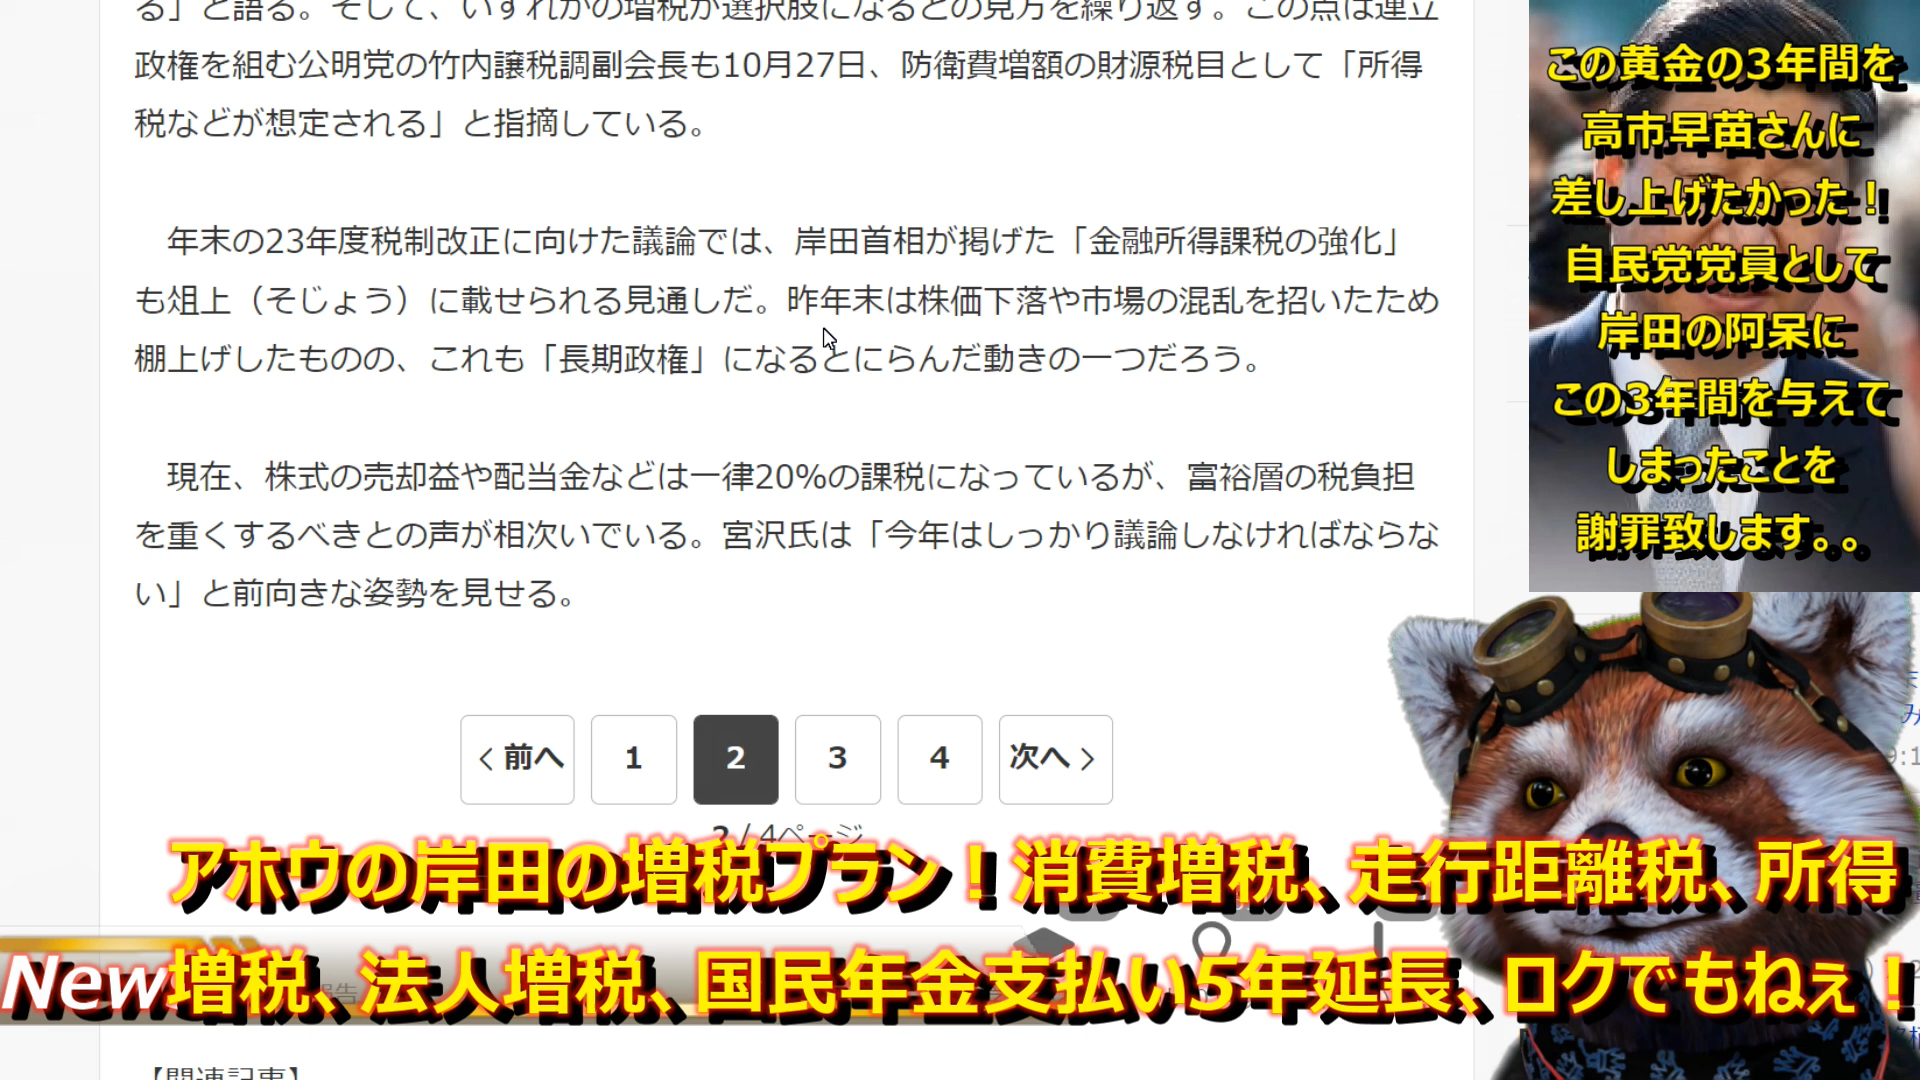 る」と語る。そして、いずれかの増税が選択肢になるとの見方を繰り返す。この点は連立
政権を組む公明党の竹内譲税調副会長も10月27日、防衛費増額の財源税目として「所得
税などが想定される」と指摘している。
年末の23年度税制改正に向けた議論では、岸田首相が掲げた「金融所得課税の強化」
も俎上（そじょう）に載せられる見通しだ。昨年末は株価下落や市場の混乱を招いたため
棚上げしたものの、これも「長期政権」になるとにらんだ動きの一つだろう。
現在、株式の売却益や配当金などは一律20%の課税になっているが、富裕層の税負担
を重くするべきとの声が相次いでいる。宮沢氏は「今年はしっかり議論しなければならな
い」と前向きな姿勢を見せる。
< 前へ 1 2 3 4 次へ >
2 / 4ページ
この黄金の3年間を
高市早苗さんに
差し上げたかった！
自民党党員として
岸田の阿呆に
この3年間を与えて
しまったことを
謝罪致します。。
アホウの岸田の増税プラン！消費増税、走行距離税、所得
New増税、法人増税、国民年金支払い5年延長、ロクでもねぇ！
【関連記事】